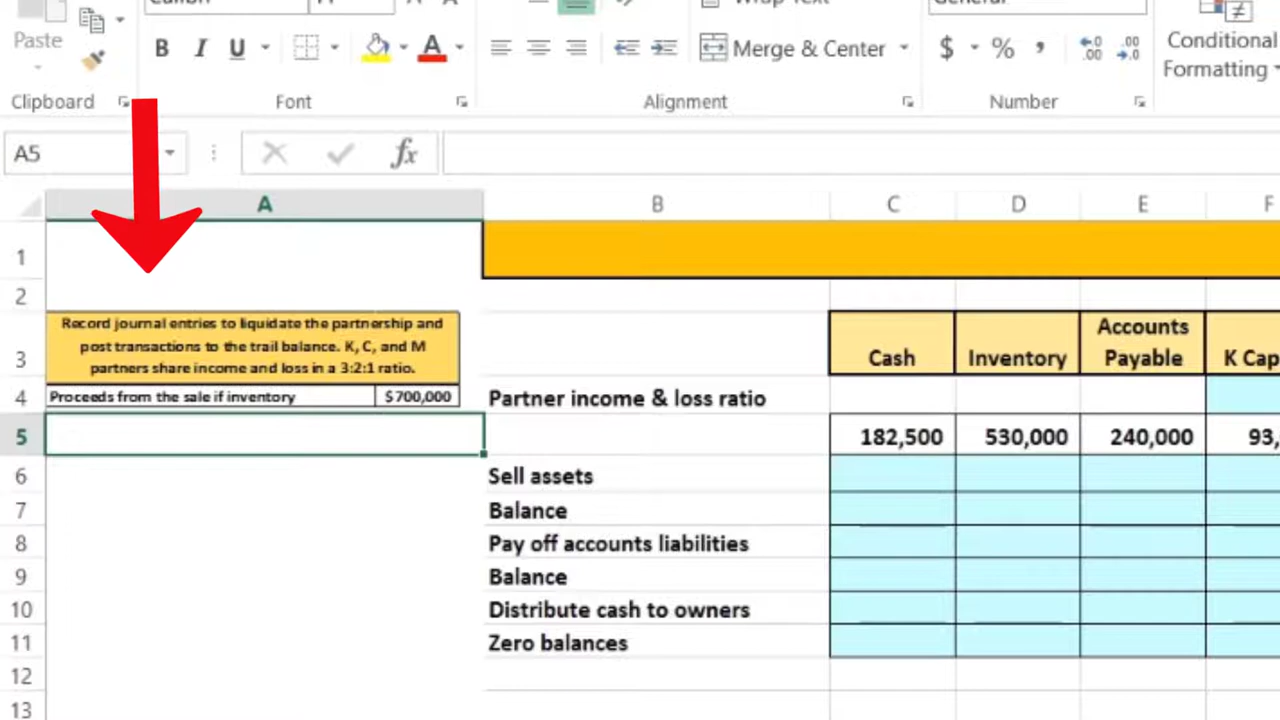 Wrap Text
General
Paste
B I U A
Merge & Center
$ % ,
Conditional
Formatting
Clipboard
Font
Alignment
Number
A5
fx
A B C D E F
1
2
Record journal entries to liquidate the partnership and
post transactions to the trail balance. K, C, and M
partners share income and loss in a 3:2:1 ratio.
3 Cash Inventory Accounts Payable K Cap
4 Proceeds from the sale if inventory $700,000 Partner income & loss ratio
5 182,500 530,000 240,000 93,
6 Sell assets
7 Balance
8 Pay off accounts liabilities
9 Balance
10 Distribute cash to owners
11 Zero balances
12
13